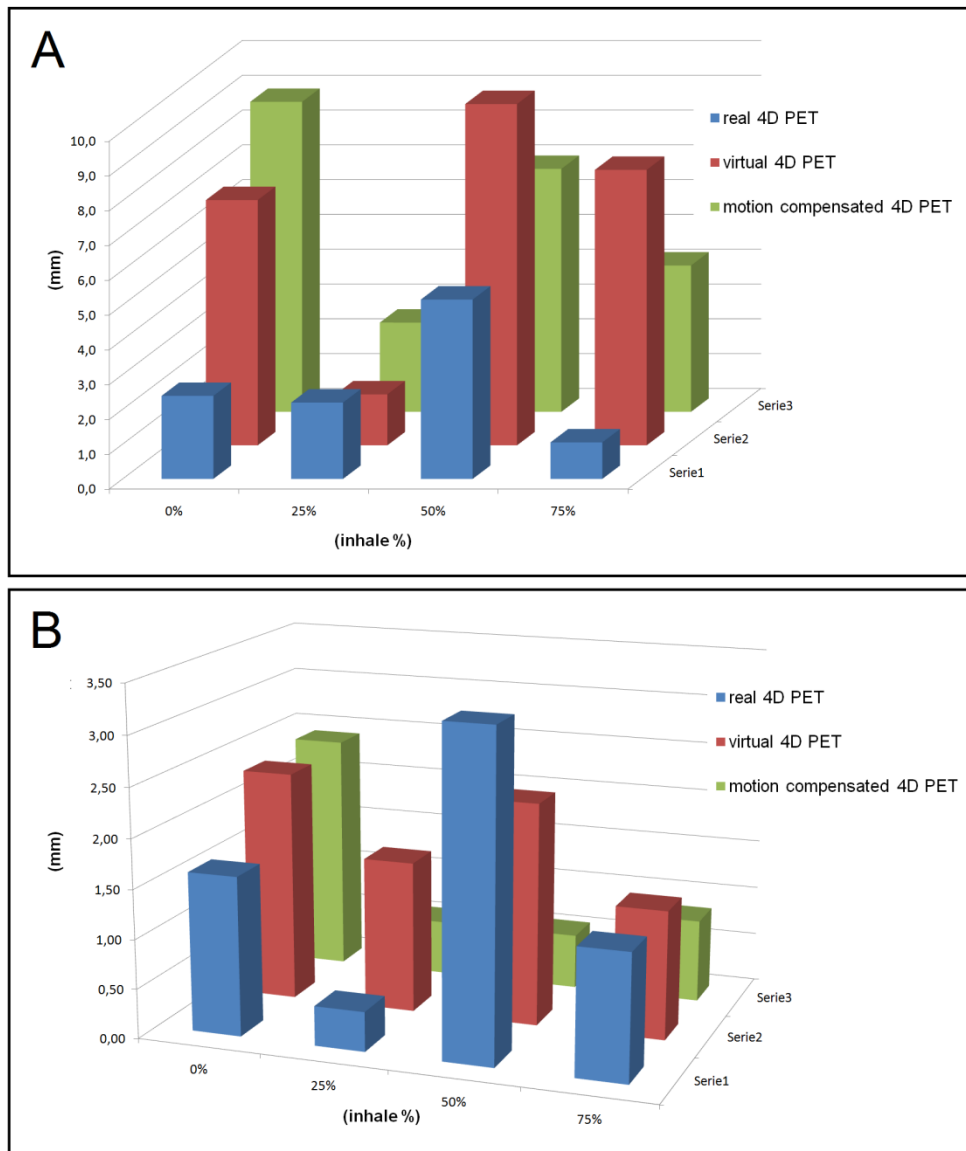 A
10,0
9,0
8,0
7,0
6,0
5,0
4,0
3,0
2,0
1,0
0,0
(mm)
0%
25%
50%
75%
(inhale %)
real 4D PET
virtual 4D PET
motion compensated 4D PET
Serie3
Serie2
Serie1
B
3,50
3,00
2,50
2,00
1,50
1,00
0,50
0,00
(mm)
0%
25%
50%
75%
(inhale %)
real 4D PET
virtual 4D PET
motion compensated 4D PET
Serie3
Serie2
Serie1